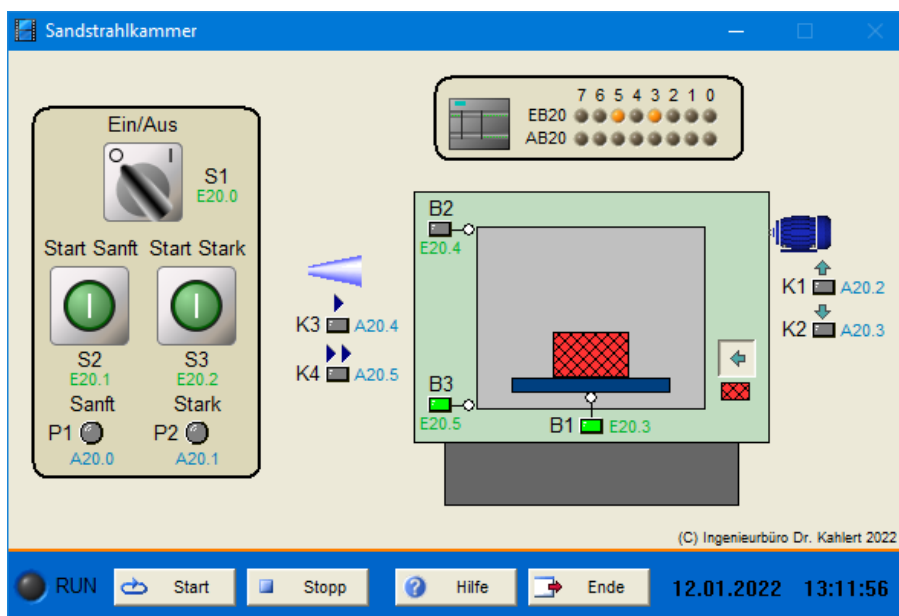 Sandstrahlkammer
7 6 5 4 3 2 1 0
EB20
AB20
Ein/Aus
O I
S1
E20.0
Start Sanft Start Stark
I I
S2 S3
E20.1 E20.2
Sanft Stark
P1 P2
A20.0 A20.1
K3 A20.4
K4 A20.5
B2
E20.4
B3
E20.5
B1 E20.3
K1 A20.2
K2 A20.3
(C) Ingenieurbüro Dr. Kahlert 2022
RUN Start Stopp ? Hilfe Ende 12.01.2022 13:11:56